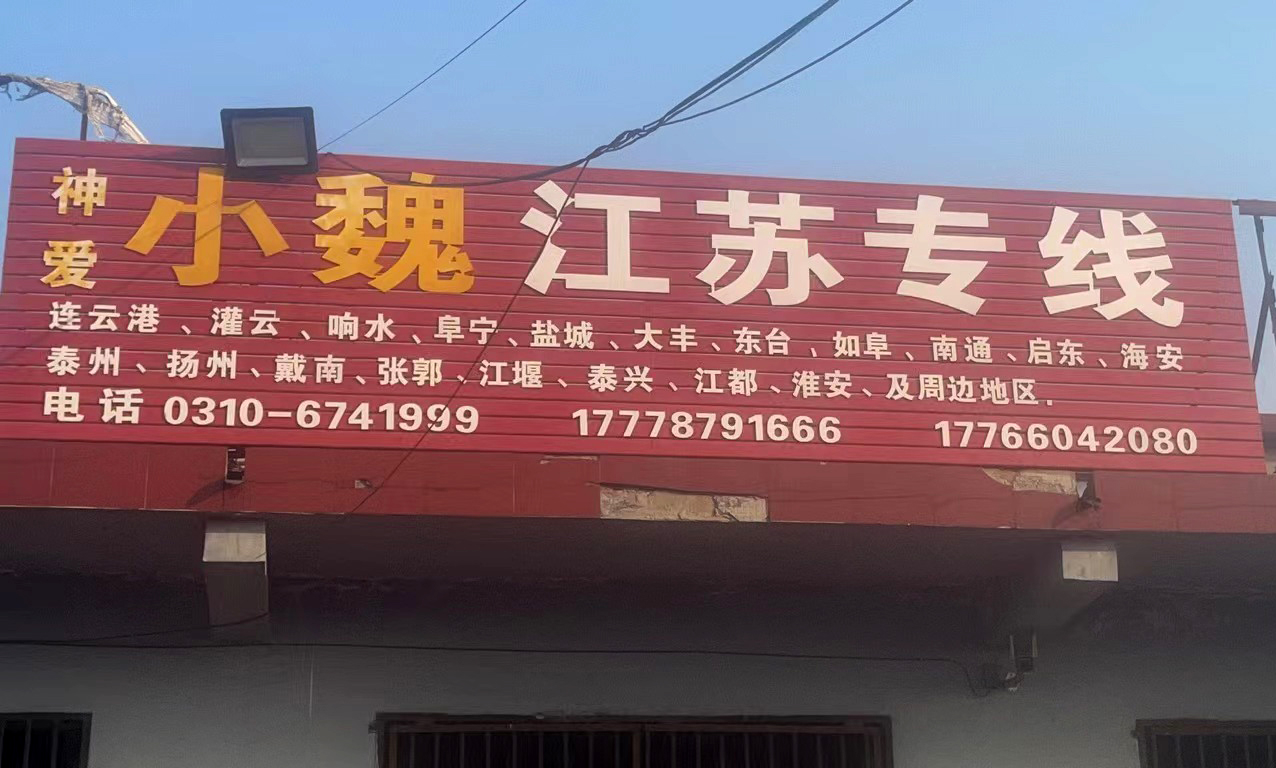 神爱 小魏江苏专线
连云港、灌云、响水、阜宁、盐城、大丰、东台、如阜、南通、启东、海安
泰州、扬州、戴南、张郭、江堰、泰兴、江都、淮安、及周边地区.
电话 0310-6741999 17778791666 17766042080